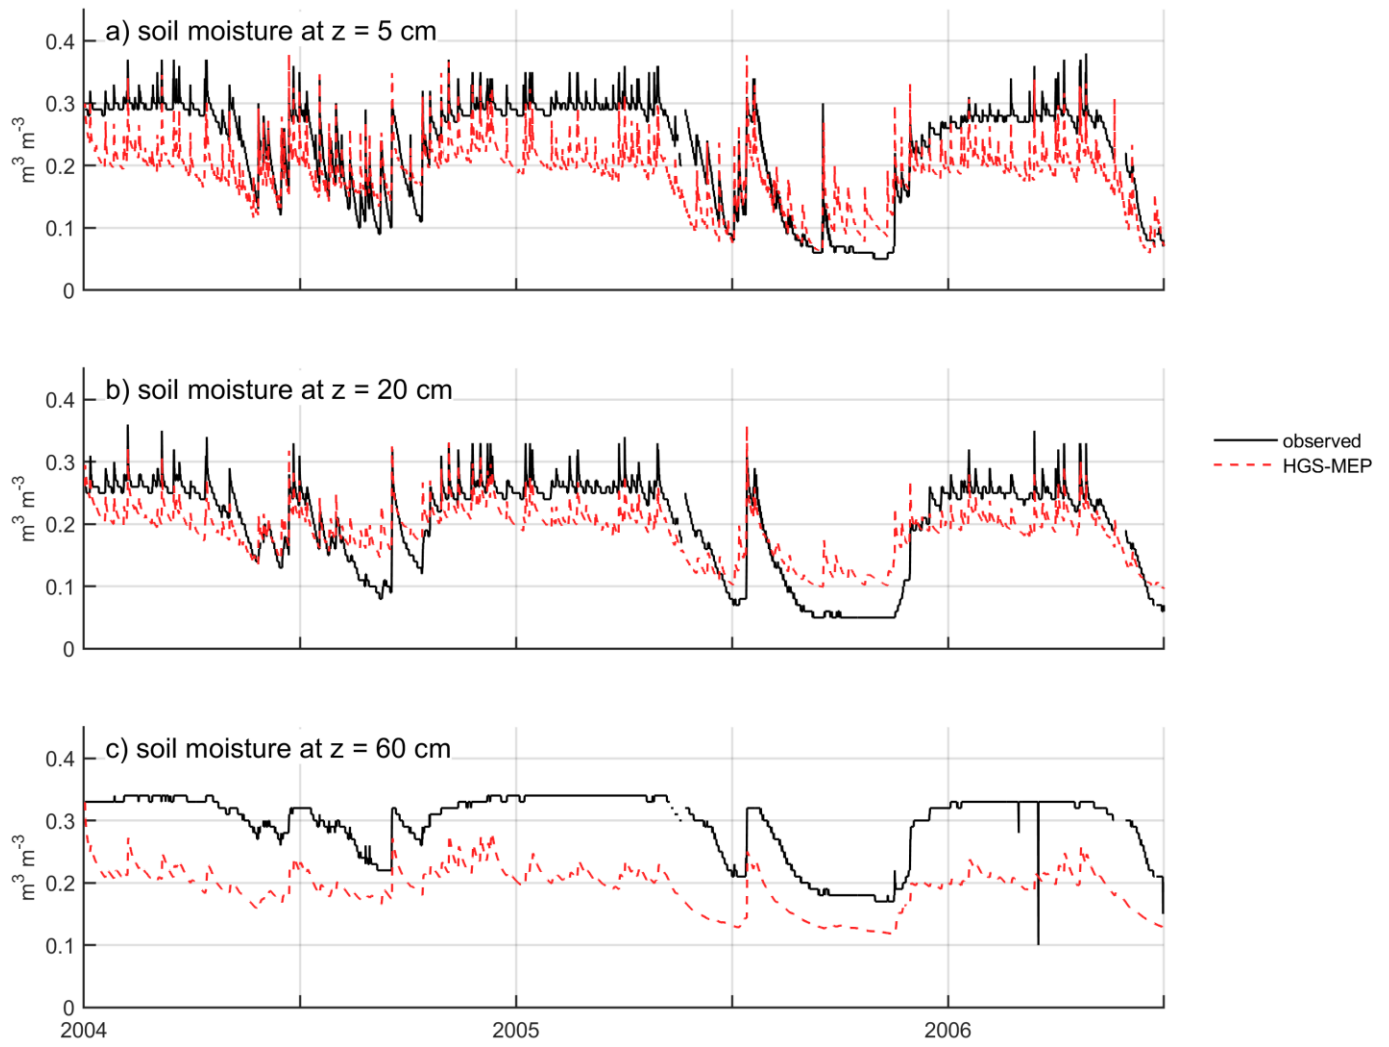 a) soil moisture at z = 5 cm
0.4
0.3
0.2
0.1
0
m³ m⁻³
b) soil moisture at z = 20 cm
0.4
0.3
0.2
0.1
0
m³ m⁻³
observed
HGS-MEP
c) soil moisture at z = 60 cm
0.4
0.3
0.2
0.1
0
m³ m⁻³
2004 2005 2006